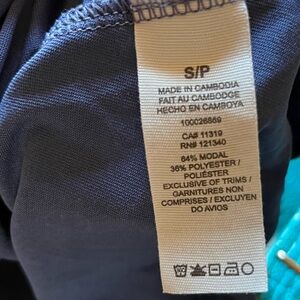 S/P
MADE IN CAMBODIA
FAIT AU CAMBODGE
HECHO EN CAMBOYA
100026869
CA# 11319
RN# 121340
64% MODAL
36% POLYESTER /
POLIÉSTER
EXCLUSIVE OF TRIMS /
GARNITURES NON
COMPRISES / EXCLUYEN
DO AVIOS